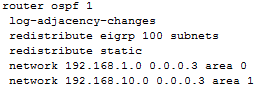 router ospf 1
log-adjacency-changes
redistribute eigrp 100 subnets
redistribute static
network 192.168.1.0 0.0.0.3 area 0
network 192.168.10.0 0.0.0.3 area 1